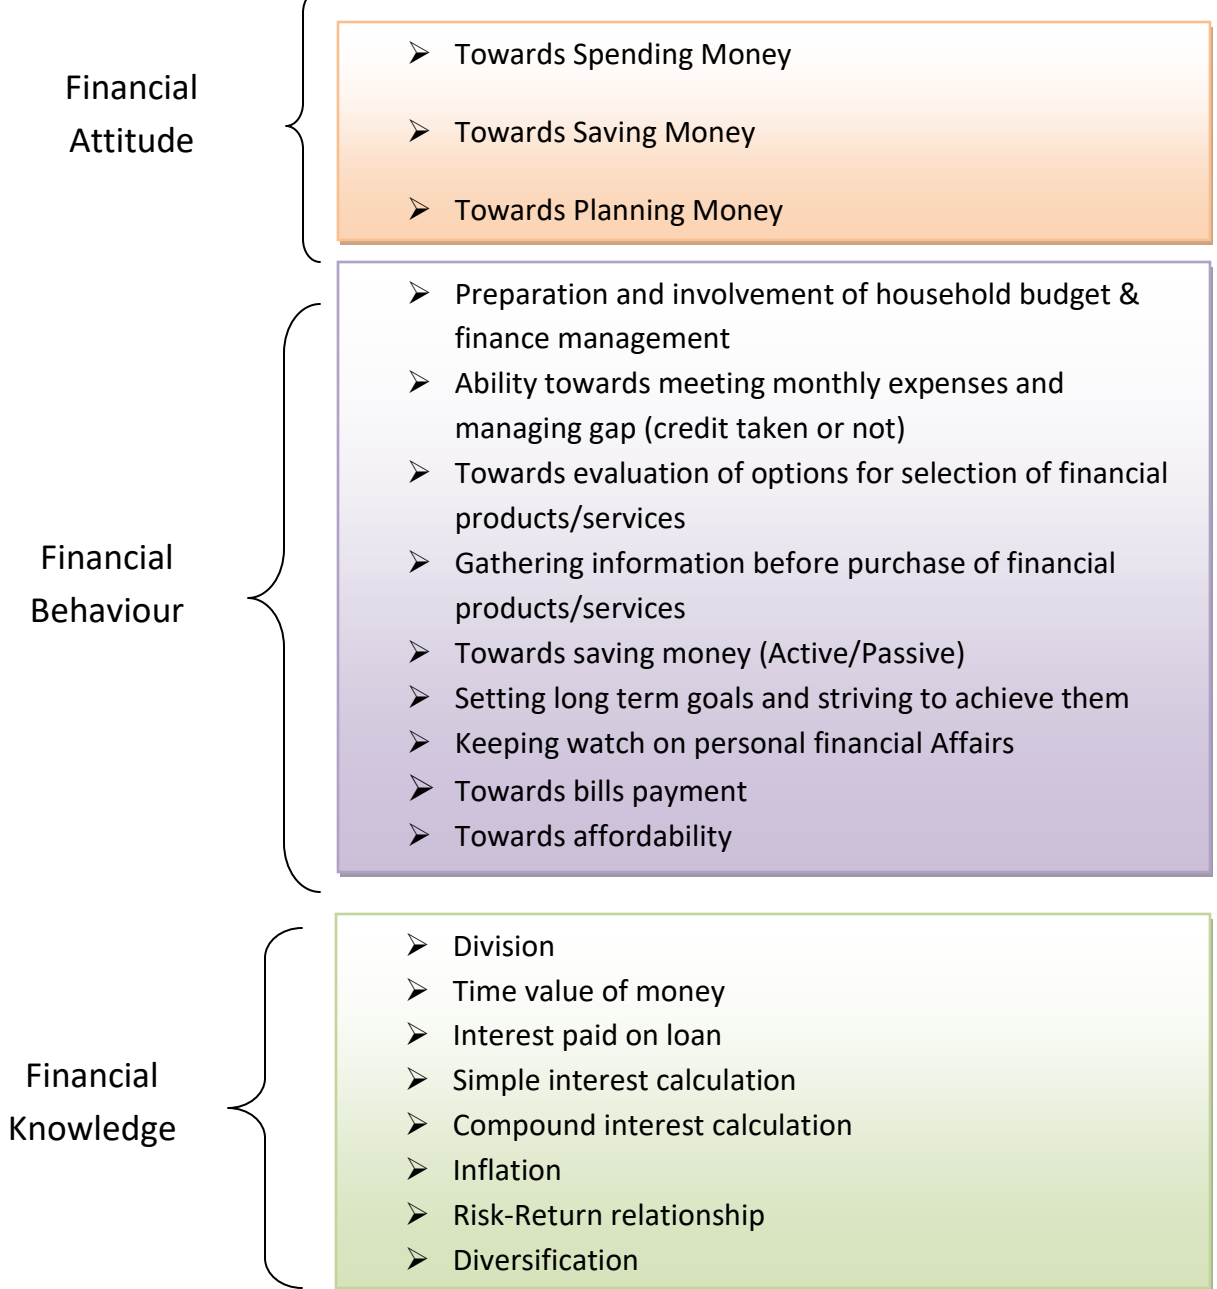 Financial
Attitude
➢ Towards Spending Money
➢ Towards Saving Money
➢ Towards Planning Money
Financial
Behaviour
➢ Preparation and involvement of household budget &
finance management
➢ Ability towards meeting monthly expenses and
managing gap (credit taken or not)
➢ Towards evaluation of options for selection of financial
products/services
➢ Gathering information before purchase of financial
products/services
➢ Towards saving money (Active/Passive)
➢ Setting long term goals and striving to achieve them
➢ Keeping watch on personal financial Affairs
➢ Towards bills payment
➢ Towards affordability
Financial
Knowledge
➢ Division
➢ Time value of money
➢ Interest paid on loan
➢ Simple interest calculation
➢ Compound interest calculation
➢ Inflation
➢ Risk-Return relationship
➢ Diversification